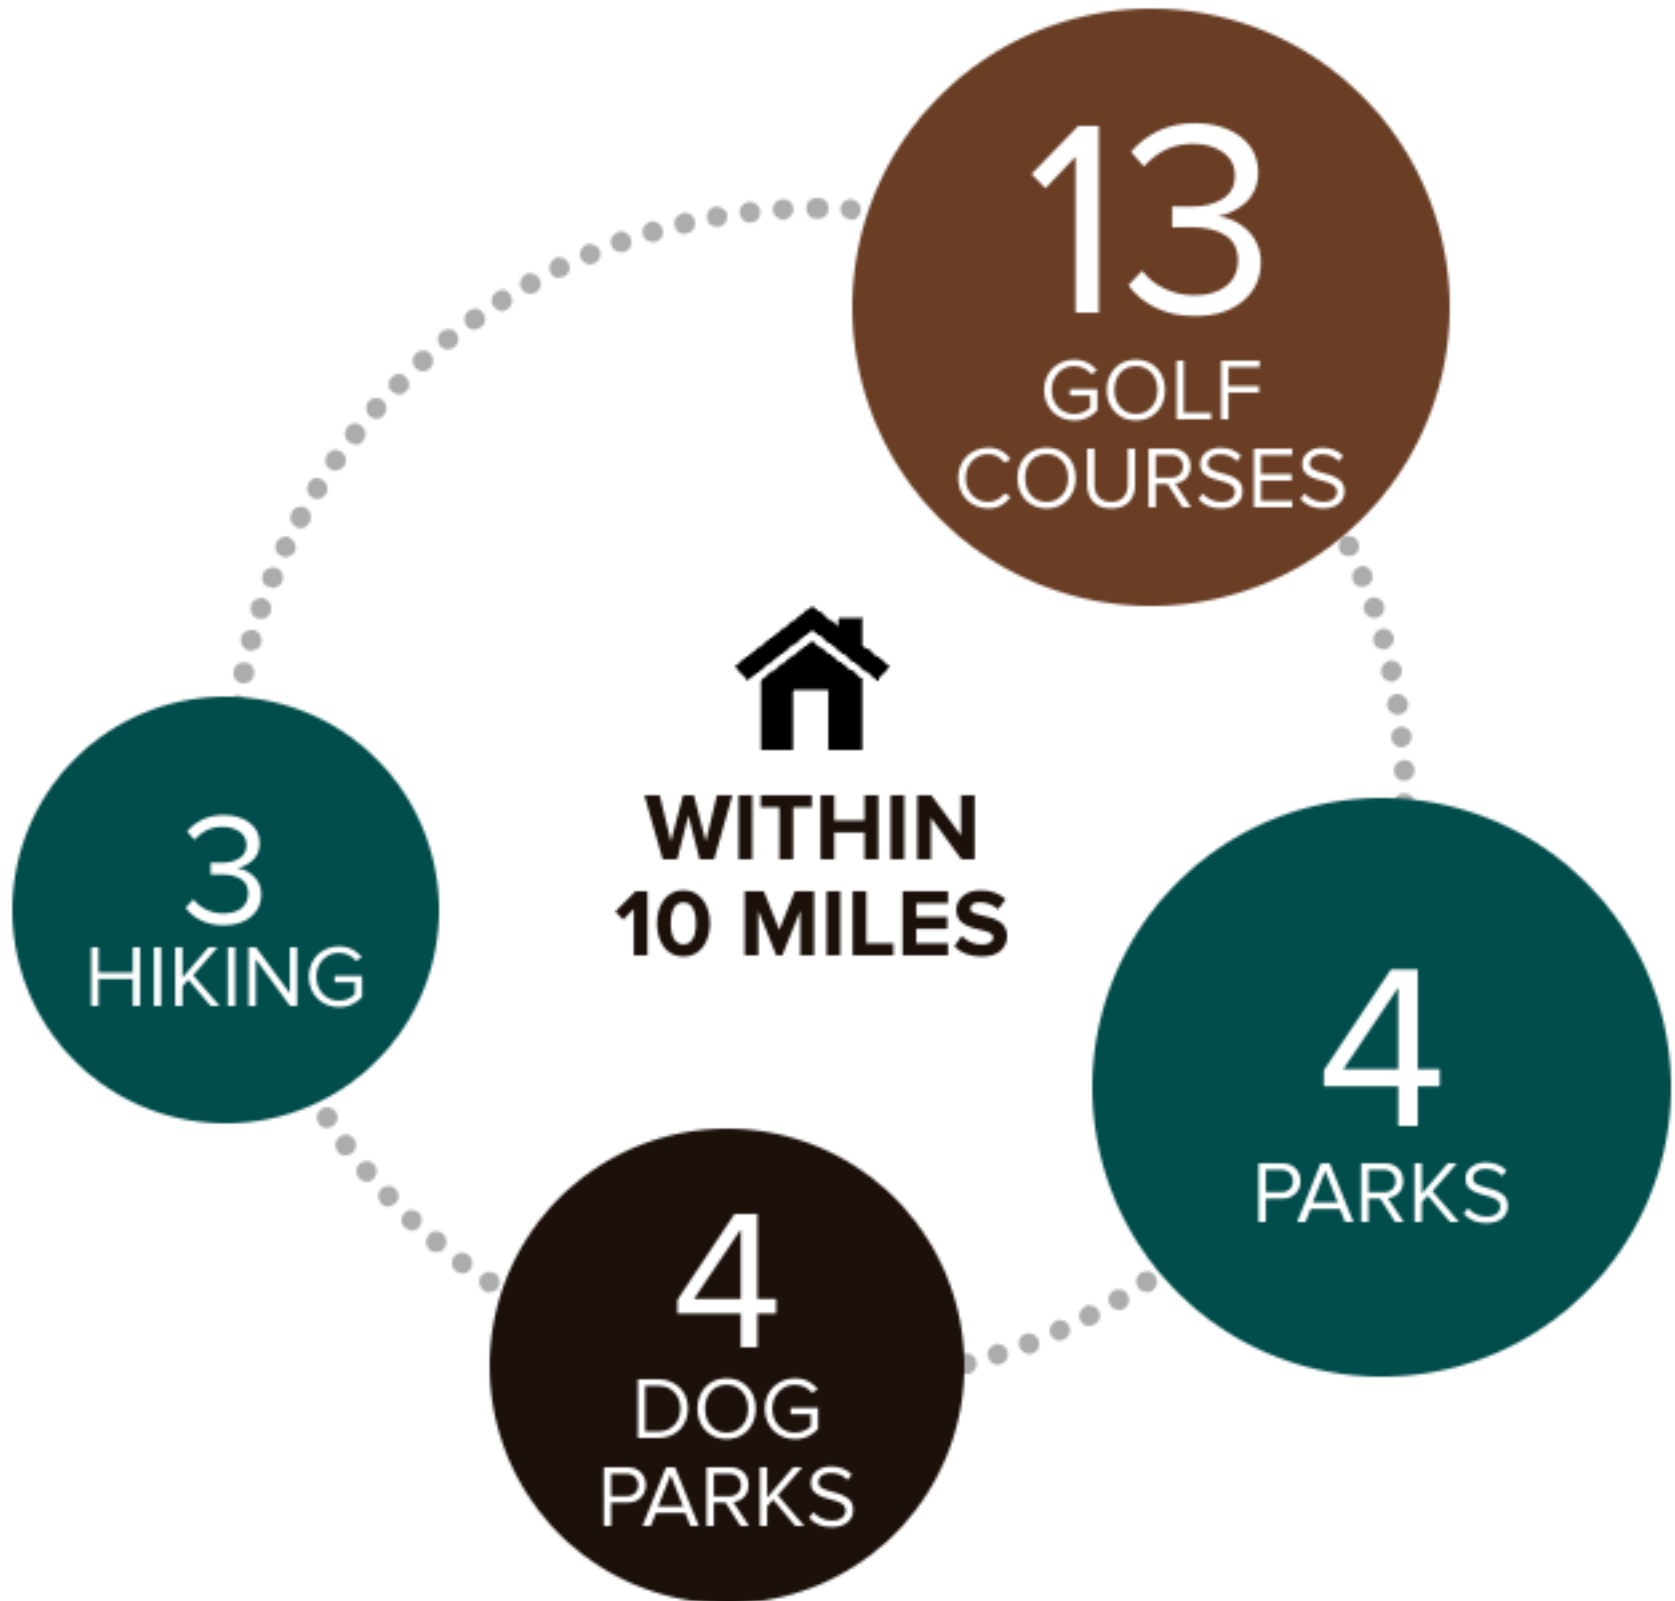 13
GOLF
COURSES
WITHIN
10 MILES
3
HIKING
4
PARKS
4
DOG
PARKS